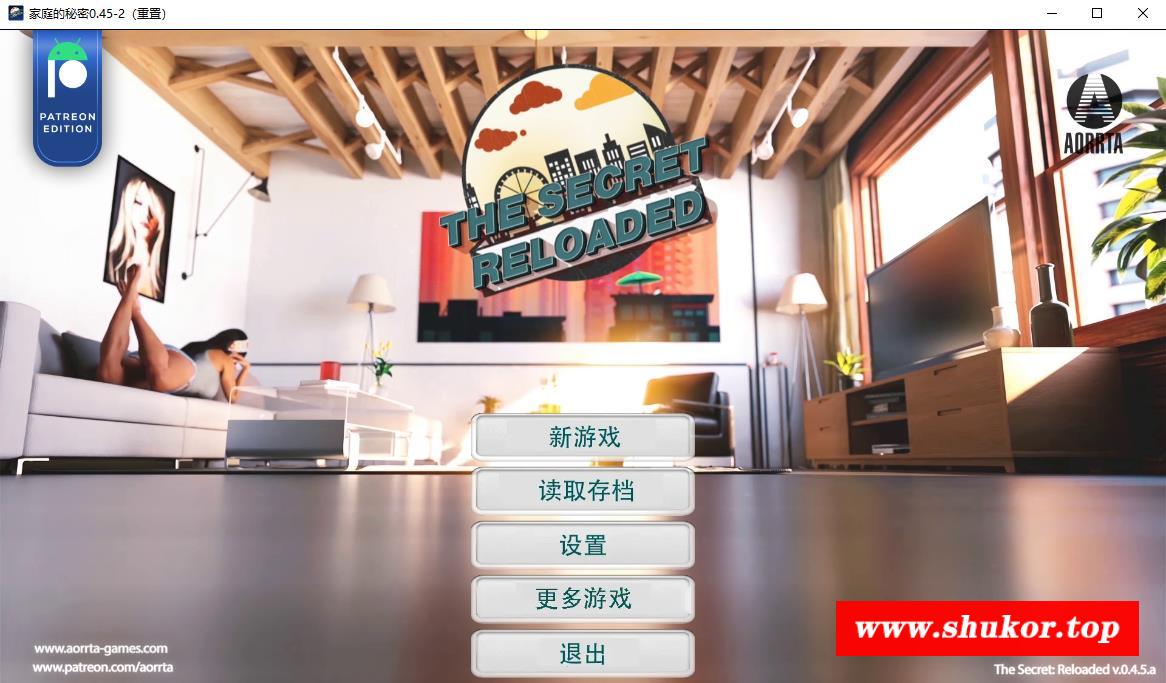 家庭的秘密0.45-2（重置）
PATREON
EDITION
AORRTA
THE SECRET
RELOADED
新游戏
读取存档
设置
更多游戏
退出
www.shukor.top
www.aorrta-games.com
www.patreon.com/aorrta
The Secret: Reloaded v.0.4.5.a